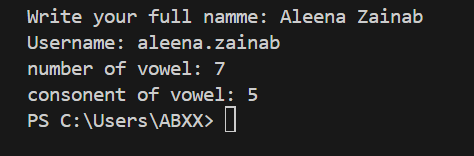 Write your full namme: Aleena Zainab
Username: aleena.zainab
number of vowel: 7
consonent of vowel: 5
PS C:\Users\ABXX>